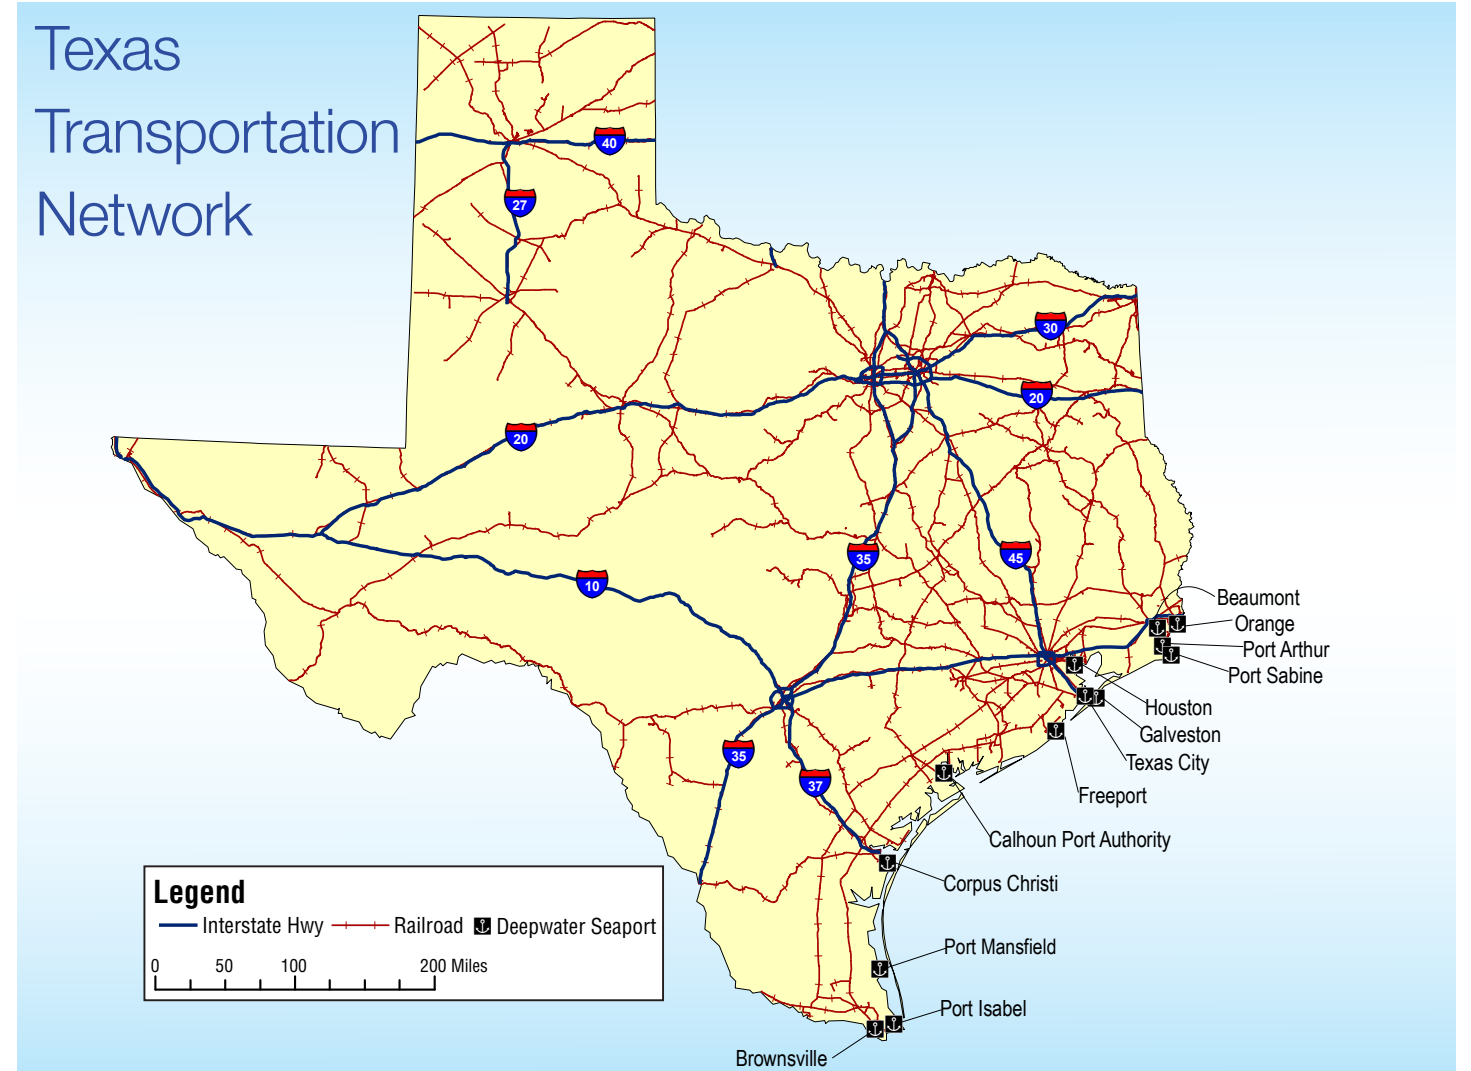 Texas
Transportation
Network
40
27
30
20
20
35
45
10
35
37
Beaumont
Orange
Port Arthur
Port Sabine
Houston
Galveston
Texas City
Freeport
Calhoun Port Authority
Corpus Christi
Port Mansfield
Port Isabel
Brownsville
Legend
Interstate Hwy Railroad Deepwater Seaport
0 50 100 200 Miles